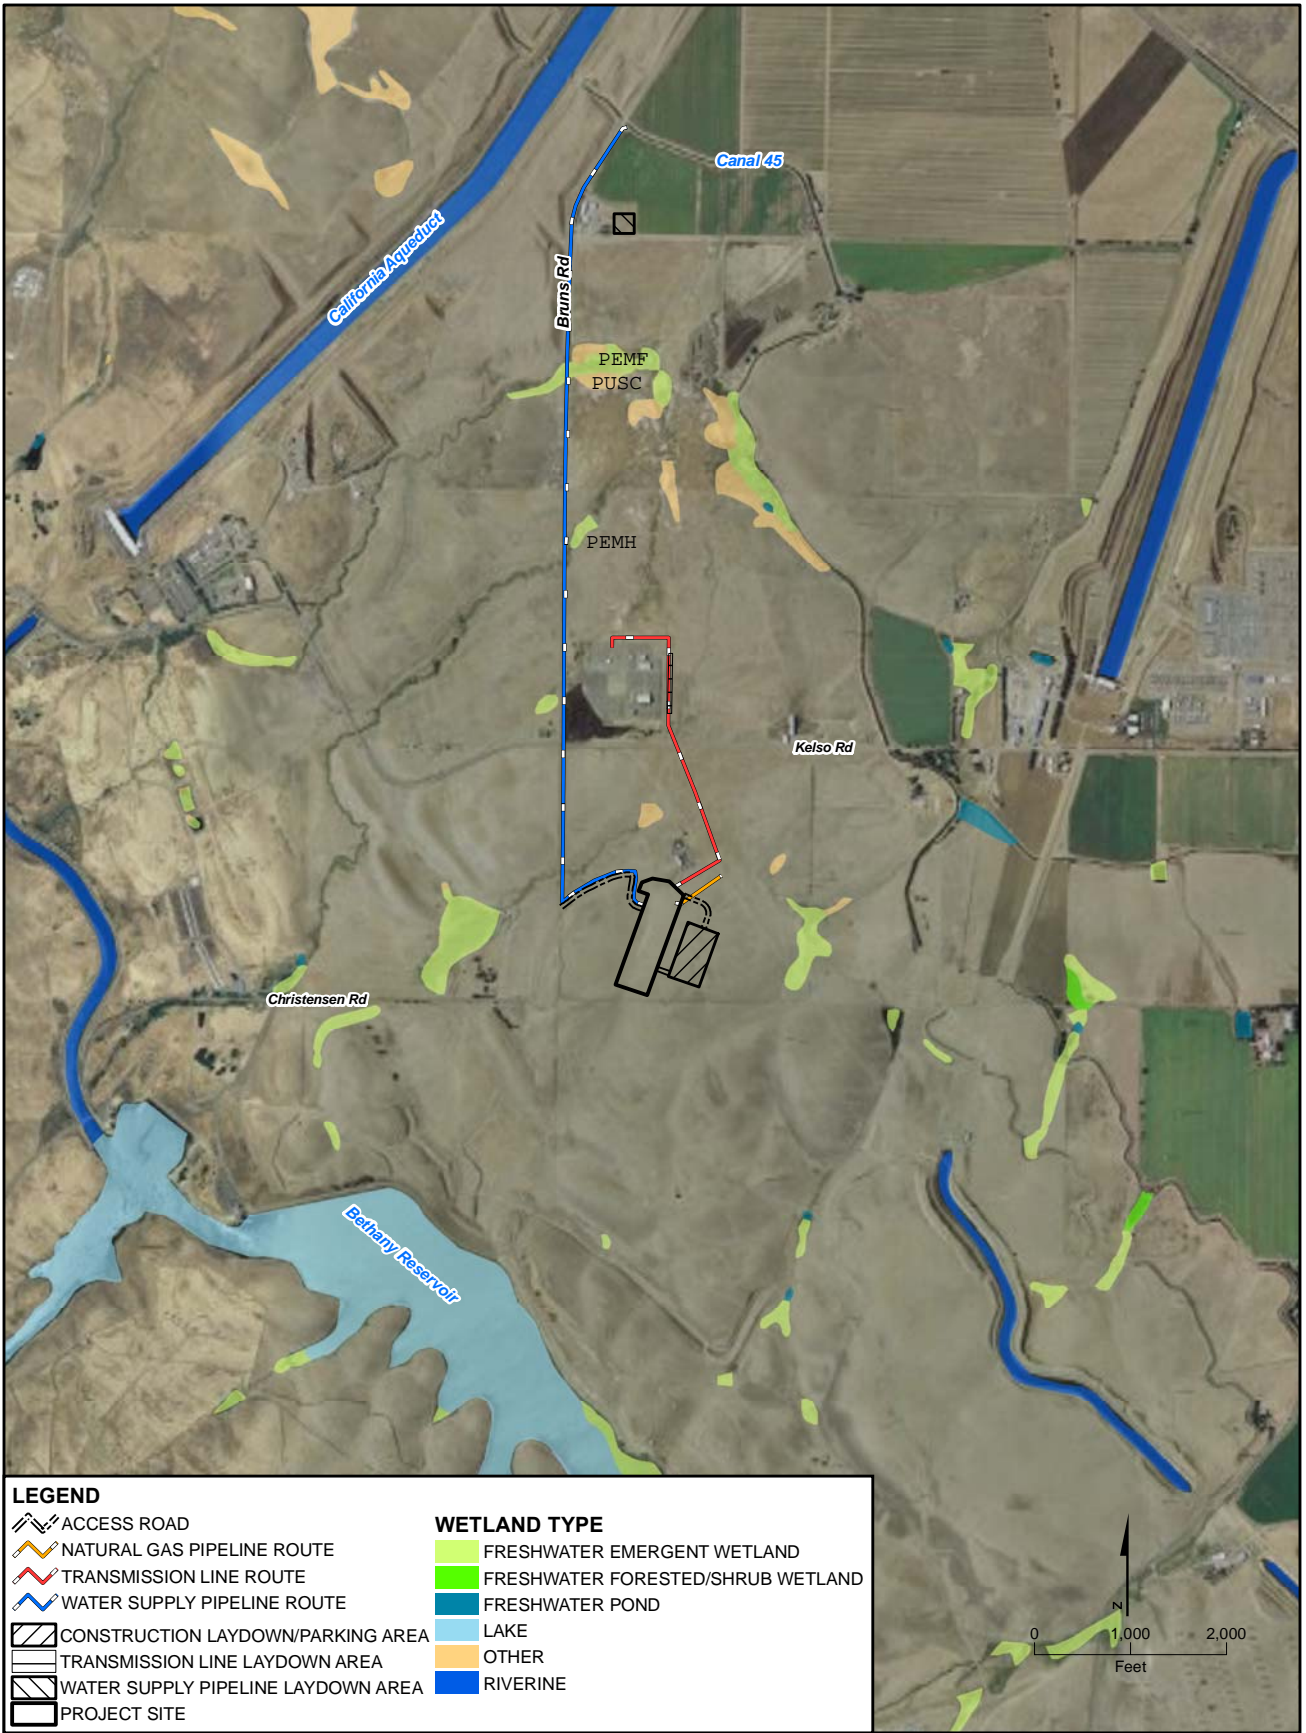 Canal 45
California Aqueduct
Bruns Rd
PEMF
PUSC
PEMH
Kelso Rd
Christensen Rd
Bethany Reservoir
LEGEND
ACCESS ROAD
NATURAL GAS PIPELINE ROUTE
TRANSMISSION LINE ROUTE
WATER SUPPLY PIPELINE ROUTE
CONSTRUCTION LAYDOWN/PARKING AREA
TRANSMISSION LINE LAYDOWN AREA
WATER SUPPLY PIPELINE LAYDOWN AREA
PROJECT SITE
WETLAND TYPE
FRESHWATER EMERGENT WETLAND
FRESHWATER FORESTED/SHRUB WETLAND
FRESHWATER POND
LAKE
OTHER
RIVERINE
N
0 1,000 2,000
Feet